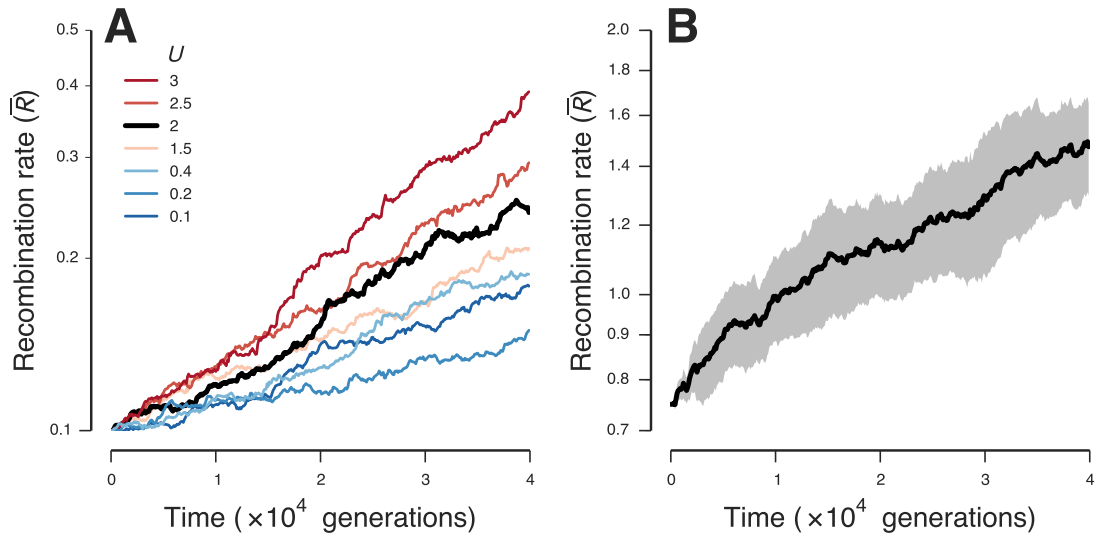 A
Recombination rate (R̅)
0.5
0.4
0.3
0.2
0.1
U
3
2.5
2
1.5
0.4
0.2
0.1
0 1 2 3 4
Time (×10⁴ generations)
B
Recombination rate (R̅)
2.0
1.8
1.6
1.4
1.2
1.0
0.9
0.8
0.7
0 1 2 3 4
Time (×10⁴ generations)